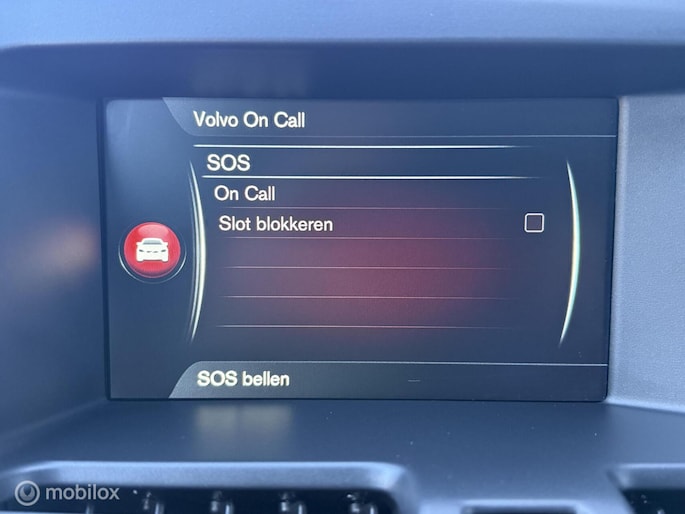 Volvo On Call
SOS
On Call
Slot blokkeren
SOS bellen
mobilox